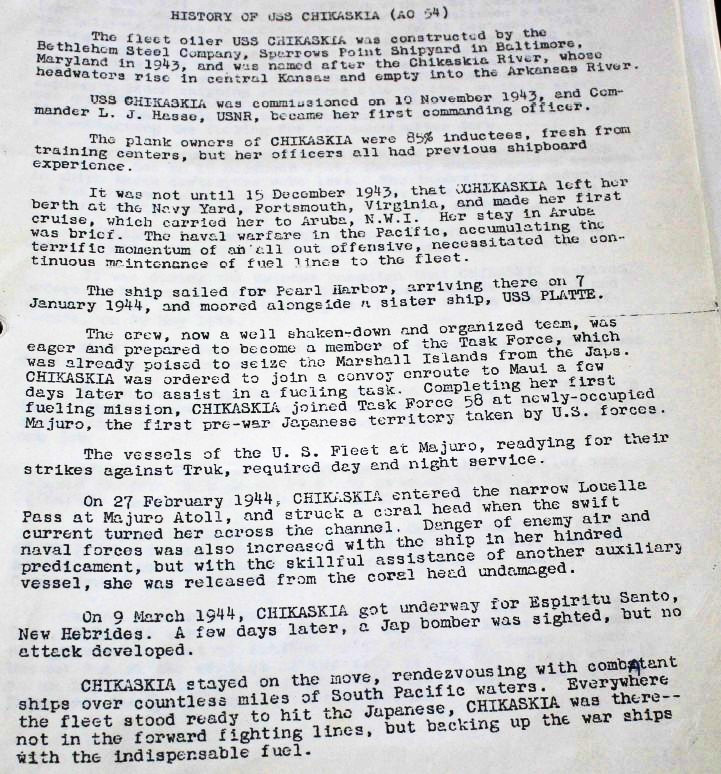 HISTORY OF USS CHIKASKIA (AO 54)
The fleet oiler USS CHIKASKIA was constructed by the
Bethlehem Steel Company, Sparrows Point Shipyard in Baltimore,
Maryland in 1943, and was named after the Chikaskia River, whose
headwaters rise in central Kansas and empty into the Arkansas River.
USS CHIKASKIA was commissioned on 10 November 1943, and Com-
mander L. J. Hasse, USNR, became her first commanding officer.
The plank owners of CHIKASKIA were 85% inductees, fresh from
training centers, but her officers all had previous shipboard
experience.
It was not until 15 December 1943, that CHIKASKIA left her
berth at the Navy Yard, Portsmouth, Virginia, and made her first
cruise, which carried her to Aruba, N.W.I. Her stay in Aruba
was brief. The naval warfare in the Pacific, accumulating the
terrific momentum of an all out offensive, necessitated the con-
tinuous maintenance of fuel lines to the fleet.
The ship sailed for Pearl Harbor, arriving there on 7
January 1944, and moored alongside a sister ship, USS PLATTE.
The crew, now a well shaken-down and organized team, was
eager and prepared to become a member of the Task Force, which
was already poised to seize the Marshall Islands from the Japs.
CHIKASKIA was ordered to join a convoy enroute to Maui a few
days later to assist in a fueling task. Completing her first
fueling mission, CHIKASKIA joined Task Force 58 at newly-occupied
Majuro, the first pre-war Japanese territory taken by U.S. forces.
The vessels of the U. S. Fleet at Majuro, readying for their
strikes against Truk, required day and night service.
On 27 February 1944, CHIKASKIA entered the narrow Louella
Pass at Majuro Atoll, and struck a coral head when the swift
current turned her across the channel. Danger of enemy air and
naval forces was also increased with the ship in her hindred
predicament, but with the skillful assistance of another auxiliary
vessel, she was released from the coral head undamaged.
On 9 March 1944, CHIKASKIA got underway for Espiritu Santo,
New Hebrides. A few days later, a Jap bomber was sighted, but no
attack developed.
CHIKASKIA stayed on the move, rendezvousing with combatant
ships over countless miles of South Pacific waters. Everywhere
the fleet stood ready to hit the Japanese, CHIKASKIA was there--
not in the forward fighting lines, but backing up the war ships
with the indispensable fuel.